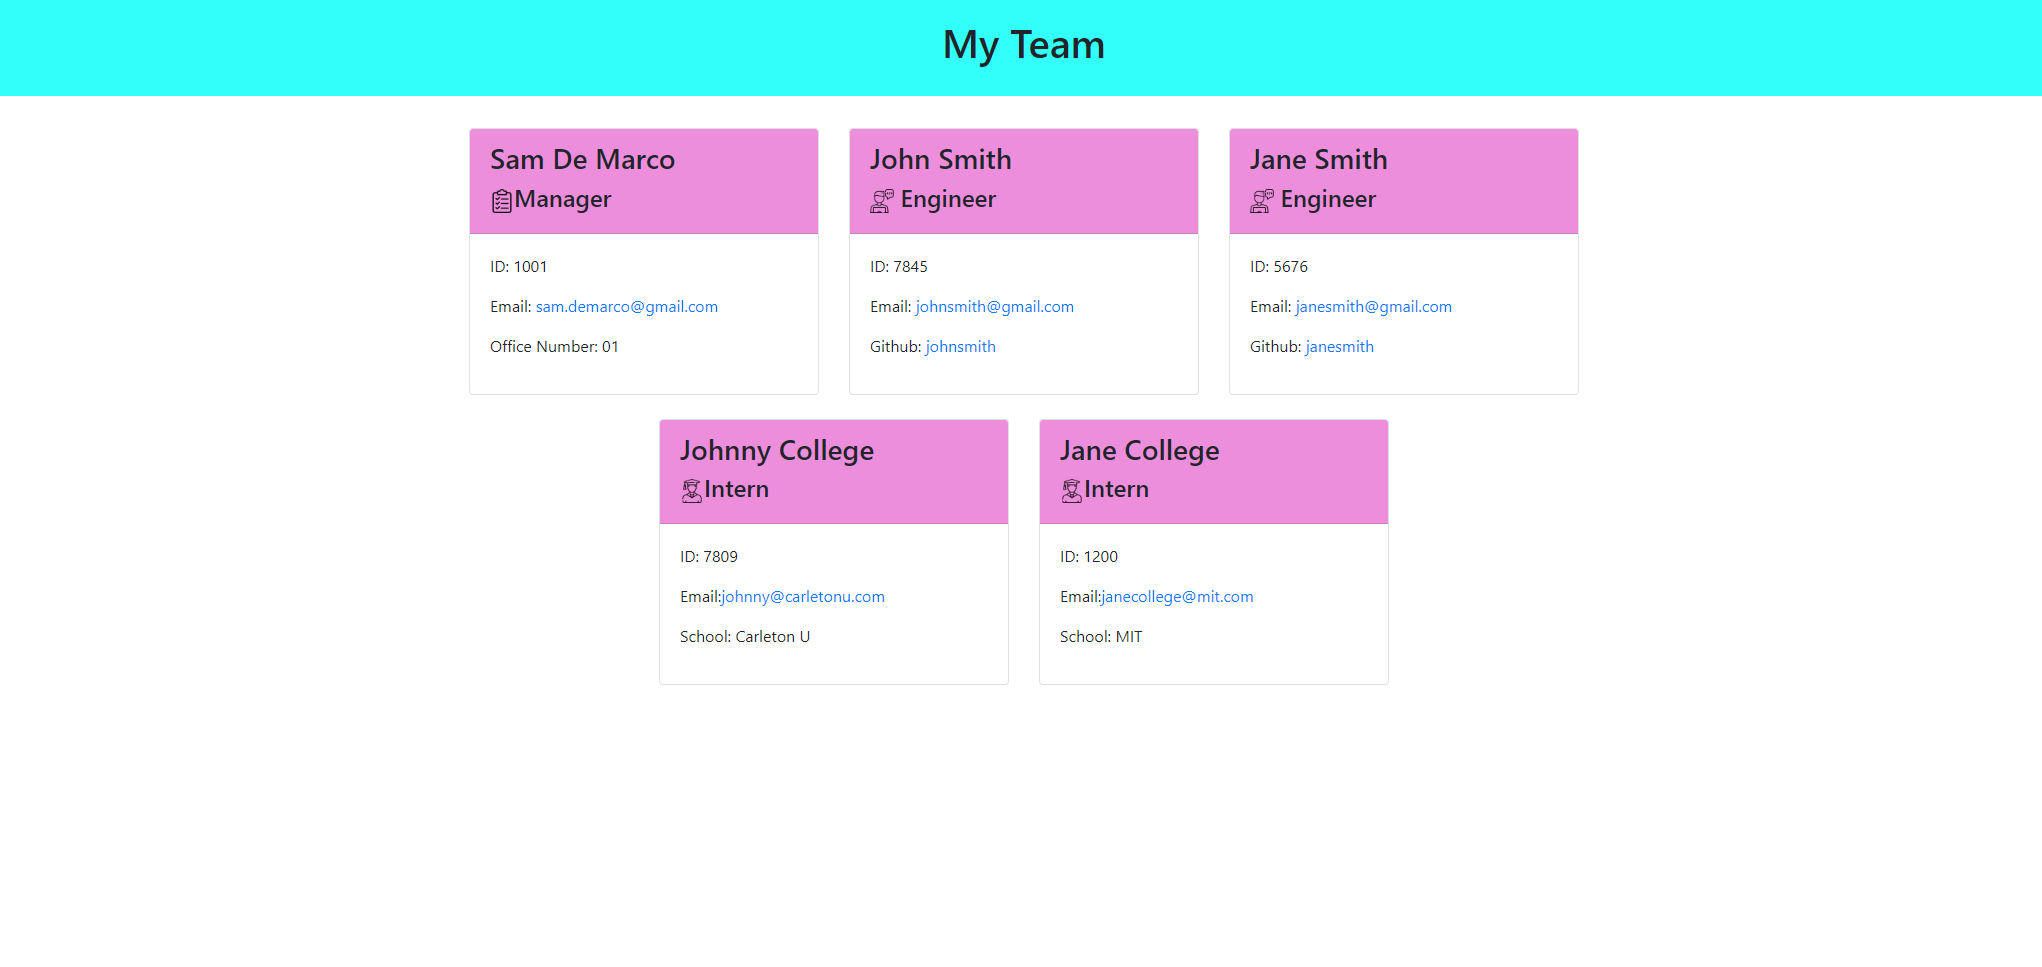 My Team
Sam De Marco
Manager
ID: 1001
Email: sam.demarco@gmail.com
Office Number: 01
John Smith
Engineer
ID: 7845
Email: johnsmith@gmail.com
Github: johnsmith
Jane Smith
Engineer
ID: 5676
Email: janesmith@gmail.com
Github: janesmith
Johnny College
Intern
ID: 7809
Email:johnny@carletonu.com
School: Carleton U
Jane College
Intern
ID: 1200
Email:janecollege@mit.com
School: MIT